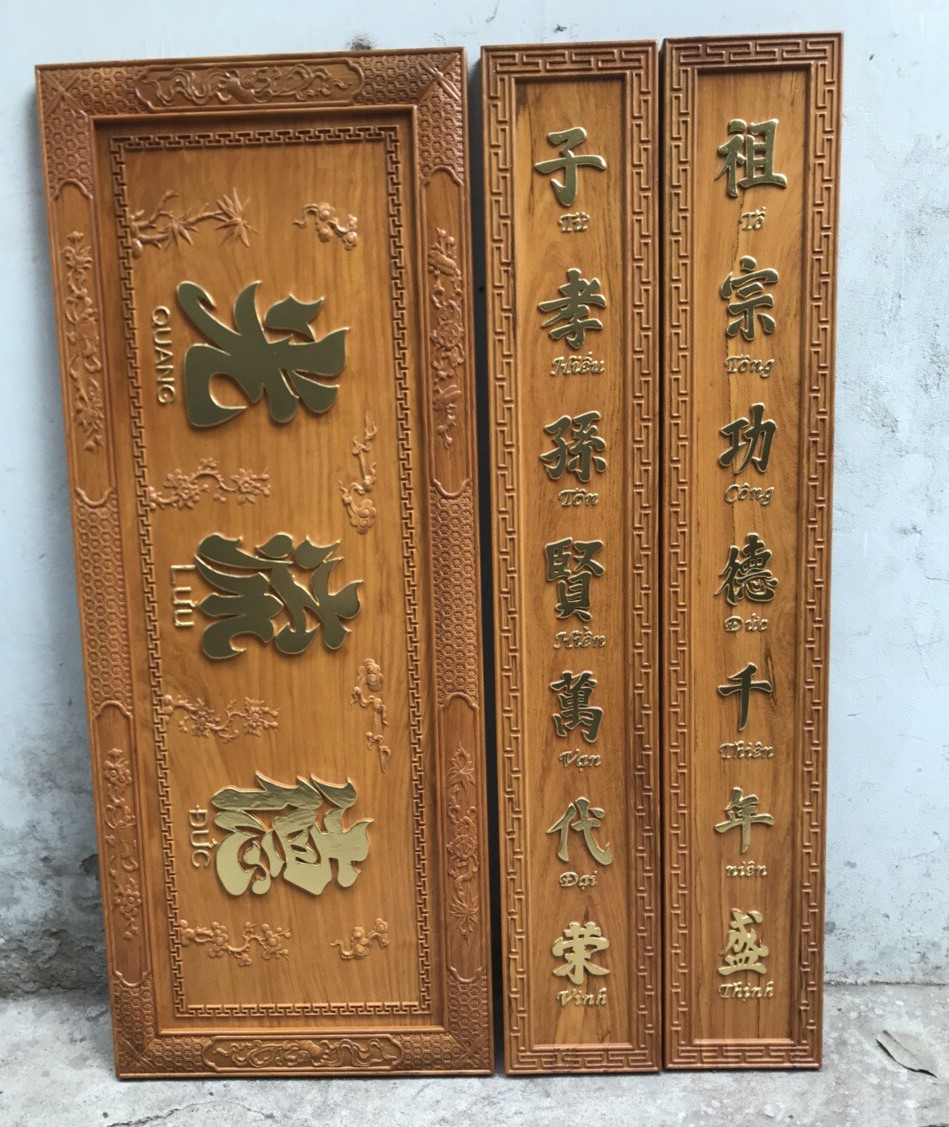 光 流 德
QUANG LƯU ĐỨC
子
Tử
孝
Hiếu
孫
Tôn
賢
Hiền
萬
Vạn
代
Đại
荣
Vinh
祖
Tổ
宗
Tông
功
Công
德
Đức
千
Thiên
年
niên
盛
Thịnh